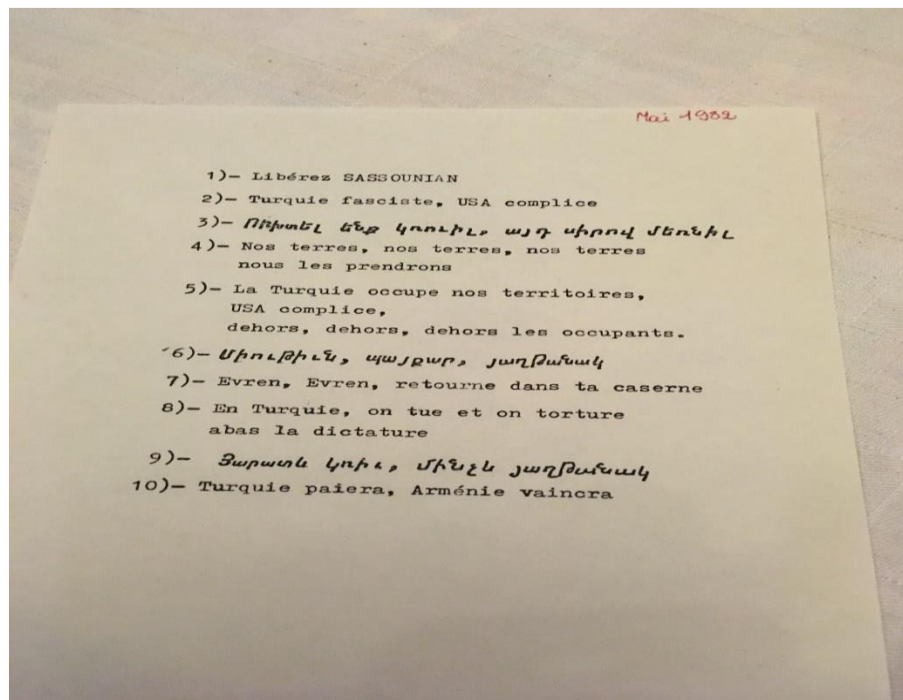 Mai 1982
1)- Libérez SASSOUNIAN
2)- Turquie fasciste, USA complice
3)- Ուխտել ենք կռուիլ, այդ սիրով մեռնիլ
4)- Nos terres, nos terres, nos terres
nous les prendrons
5)- La Turquie occupe nos territoires,
USA complice,
dehors, dehors, dehors les occupants.
6)- Միութիւն, պայքար, յաղթանակ
7)- Evren, Evren, retourne dans ta caserne
8)- En Turquie, on tue et on torture
abas la dictature
9)- Յարատև կռիւ, մինչև յաղթանակ
10)- Turquie paiera, Arménie vaincra